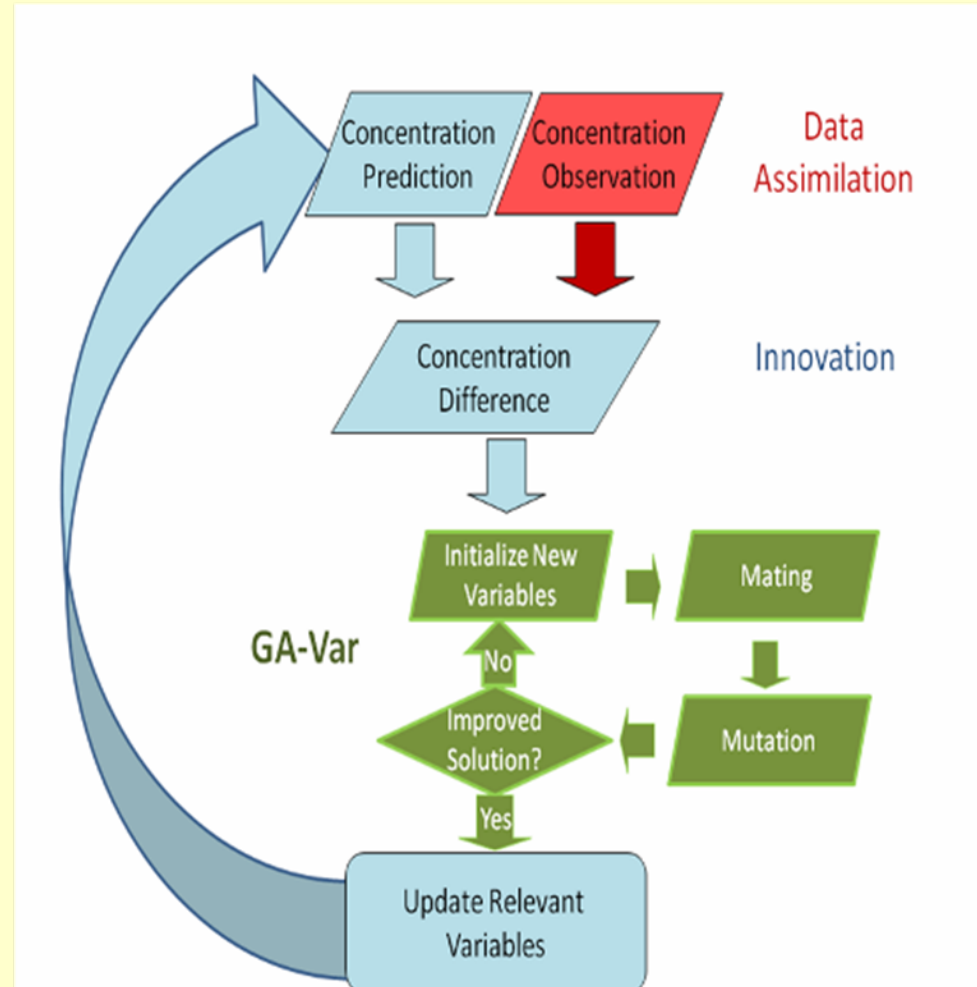 Concentration
Prediction
Concentration
Observation
Data
Assimilation
Concentration
Difference
Innovation
Initialize New
Variables
Mating
GA-Var
No
Improved
Solution?
Mutation
Yes
Update Relevant
Variables